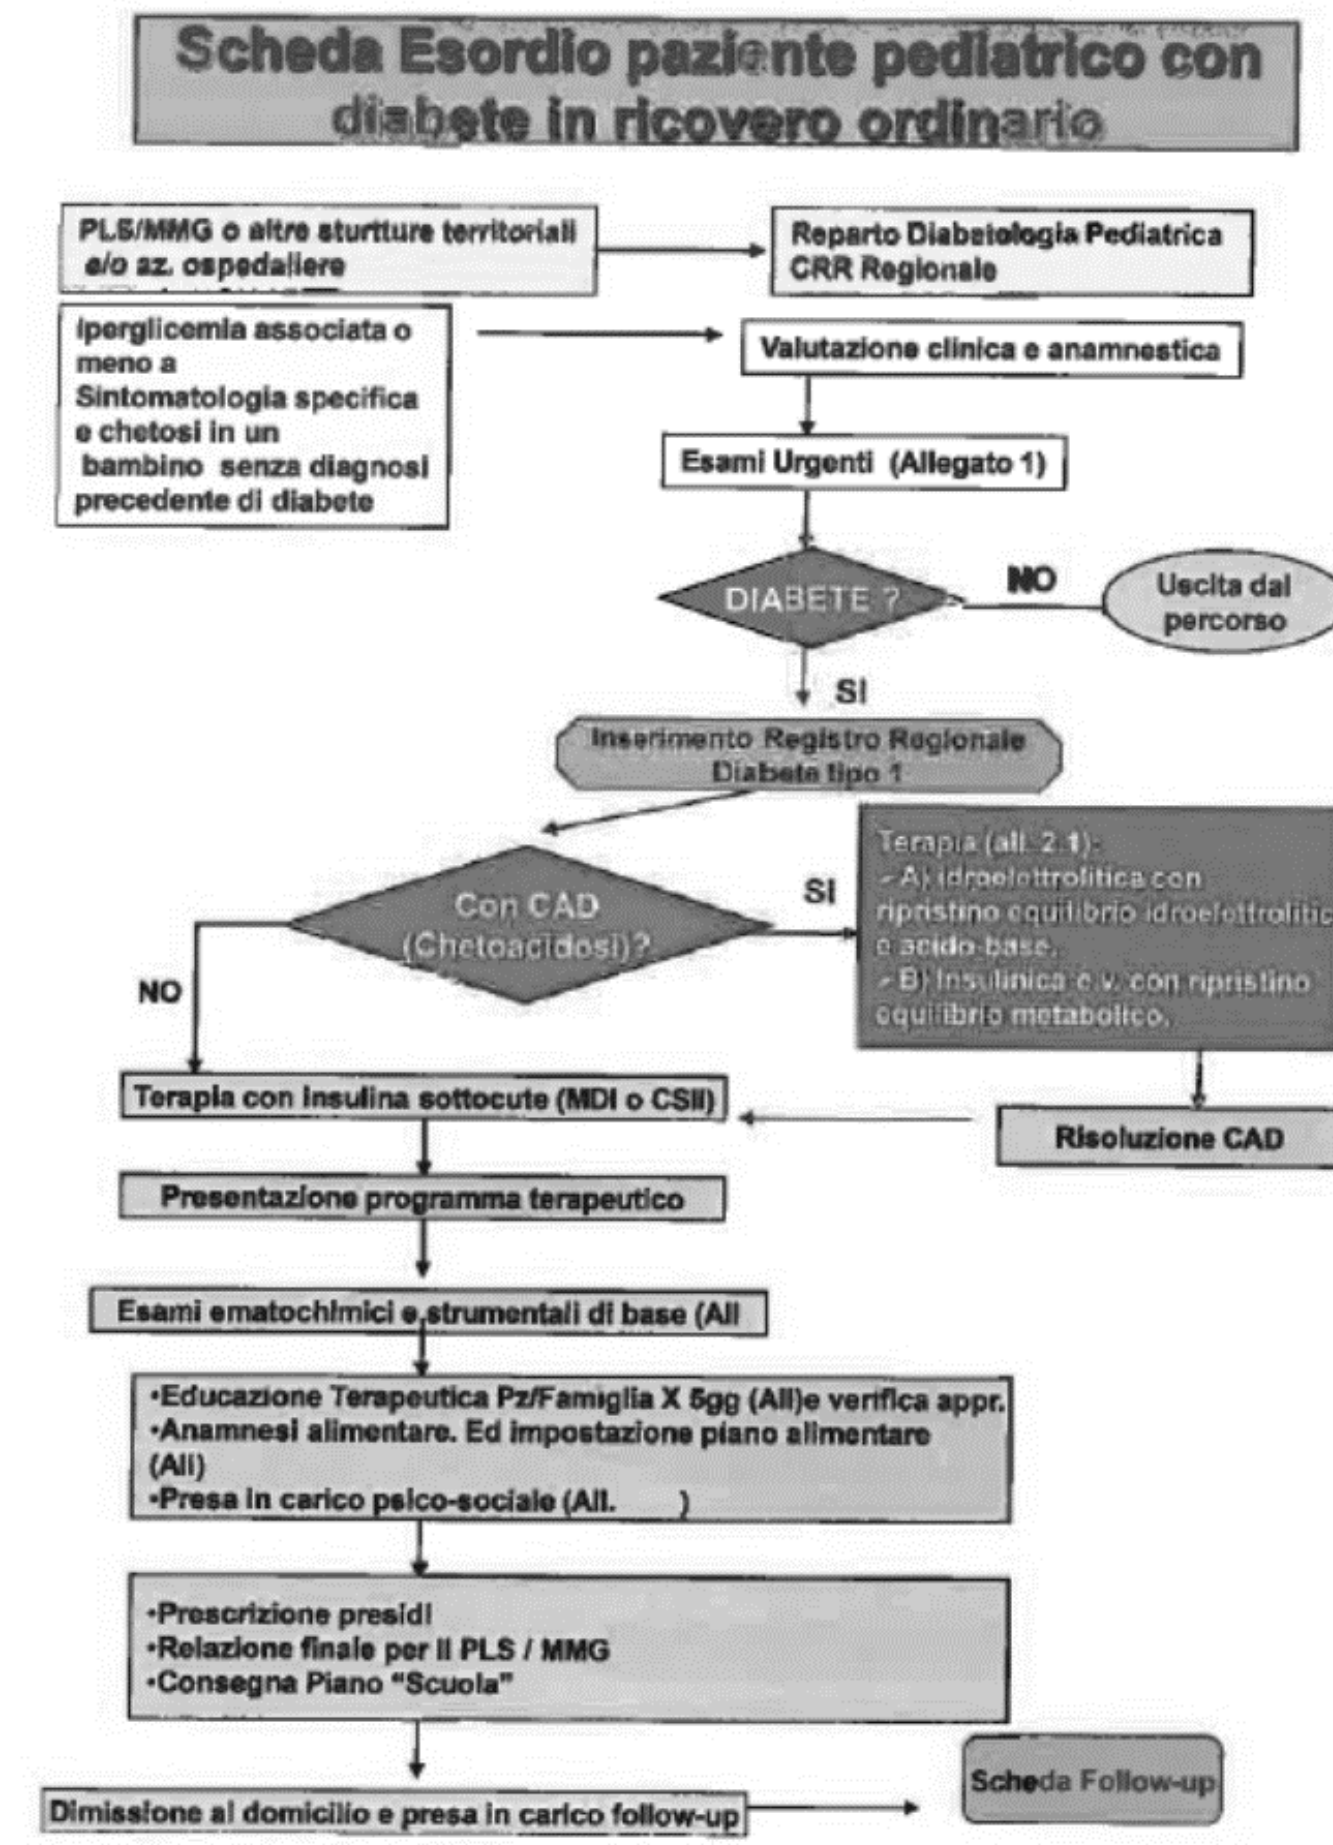 Scheda Esordio paziente pediatrico con
diabete in ricovero ordinario
PLS/MMG o altre sturtture territoriali
e/o az. ospedaliere
Reparto Diabetologia Pediatrica
CRR Regionale
Iperglicemia associata o
meno a
Sintomatologia specifica
e chetosi in un
bambino senza diagnosi
precedente di diabete
Valutazione clinica e anamnestica
Esami Urgenti (Allegato 1)
DIABETE ?
NO
Uscita dal
percorso
SI
Inserimento Registro Regionale
Diabete tipo 1
Con CAD
(Chetoacidosi)?
SI
NO
Terapia (all. 2.1):
- A) idroelettrolitica con
ripristino equilibrio idroelettrolitic
e acido-base.
- B) Insulinica e.v. con ripristino
equilibrio metabolico.
Terapia con insulina sottocute (MDI o CSII)
Risoluzione CAD
Presentazione programma terapeutico
Esami ematochimici e strumentali di base (All
•Educazione Terapeutica Pz/Famiglia X 5gg (All)e verifica appr.
•Anamnesi alimentare. Ed impostazione piano alimentare
(All)
•Presa in carico psico-sociale (All. )
•Prescrizione presidi
•Relazione finale per il PLS / MMG
•Consegna Piano "Scuola"
Dimissione al domicilio e presa in carico follow-up
Scheda Follow-up